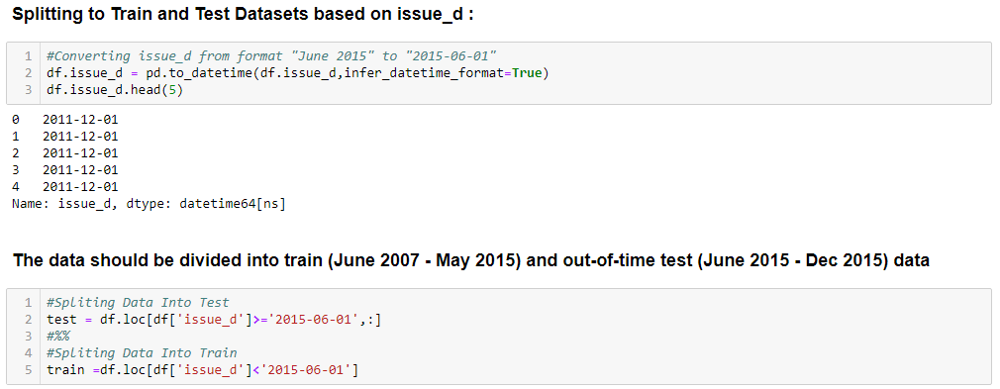 Splitting to Train and Test Datasets based on issue_d :
1 #Converting issue_d from format "June 2015" to "2015-06-01"
2 df.issue_d = pd.to_datetime(df.issue_d,infer_datetime_format=True)
3 df.issue_d.head(5)
0 2011-12-01
1 2011-12-01
2 2011-12-01
3 2011-12-01
4 2011-12-01
Name: issue_d, dtype: datetime64[ns]
The data should be divided into train (June 2007 - May 2015) and out-of-time test (June 2015 - Dec 2015) data
1 #Spliting Data Into Test
2 test = df.loc[df['issue_d']>='2015-06-01',:]
3 #%%
4 #Spliting Data Into Train
5 train =df.loc[df['issue_d']<'2015-06-01']